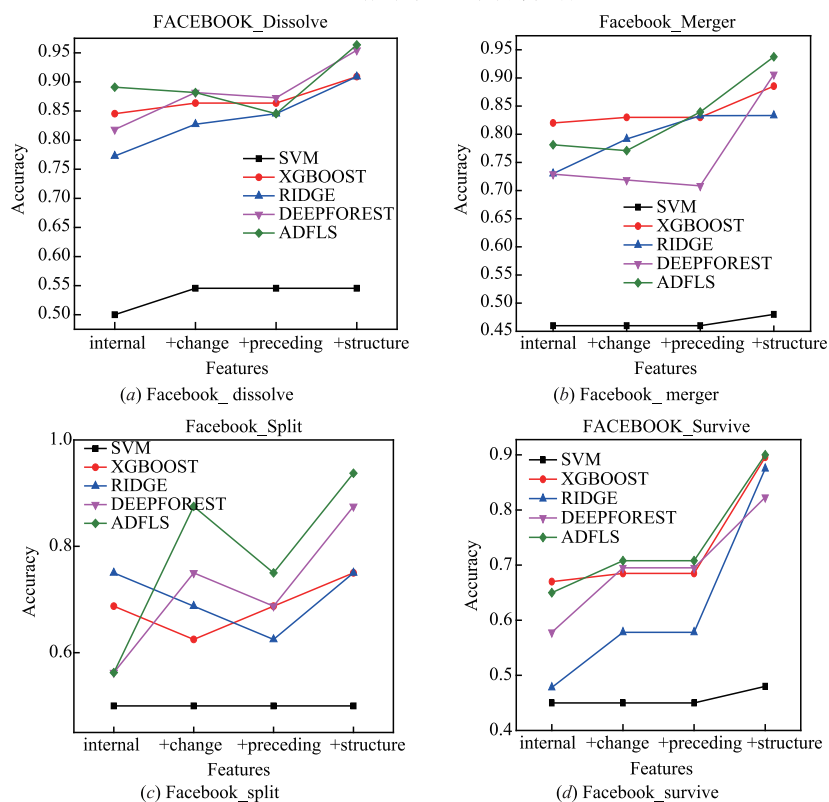 FACEBOOK_Dissolve
0.95
0.90
0.85
0.80
0.75
0.70
0.65
0.60
0.55
0.50
Accuracy
SVM
XGBOOST
RIDGE
DEEPFOREST
ADFLS
internal +change +preceding +structure
Features
(a) Facebook_ dissolve
Facebook_Merger
0.95
0.90
0.85
0.80
0.75
0.70
0.65
0.60
0.55
0.50
0.45
Accuracy
SVM
XGBOOST
RIDGE
DEEPFOREST
ADFLS
internal +change +preceding +structure
Features
(b) Facebook_ merger
Facebook_Split
1.0
0.8
0.6
Accuracy
SVM
XGBOOST
RIDGE
DEEPFOREST
ADFLS
internal +change +preceding +structure
Features
(c) Facebook_split
FACEBOOK_Survive
0.9
0.8
0.7
0.6
0.5
0.4
Accuracy
SVM
XGBOOST
RIDGE
DEEPFOREST
ADFLS
internal +change +preceding +structure
Features
(d) Facebook_survive